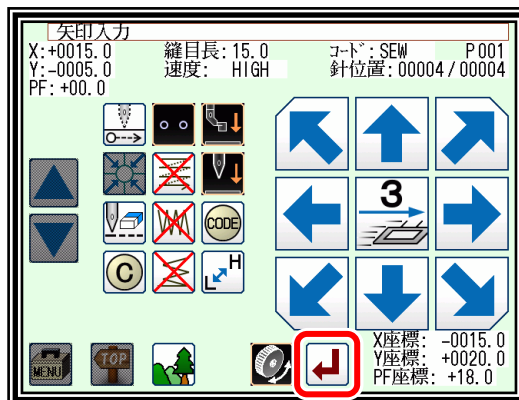 矢印入力
X:+0015.0 縫目長:15.0 コード:SEW P001
Y:-0005.0 速度: HIGH 針位置:00004/00004
PF:+00.0
3
CODE
C
L H
MENU
TOP
X座標: -0015.0
Y座標: +0020.0
PF座標: +18.0